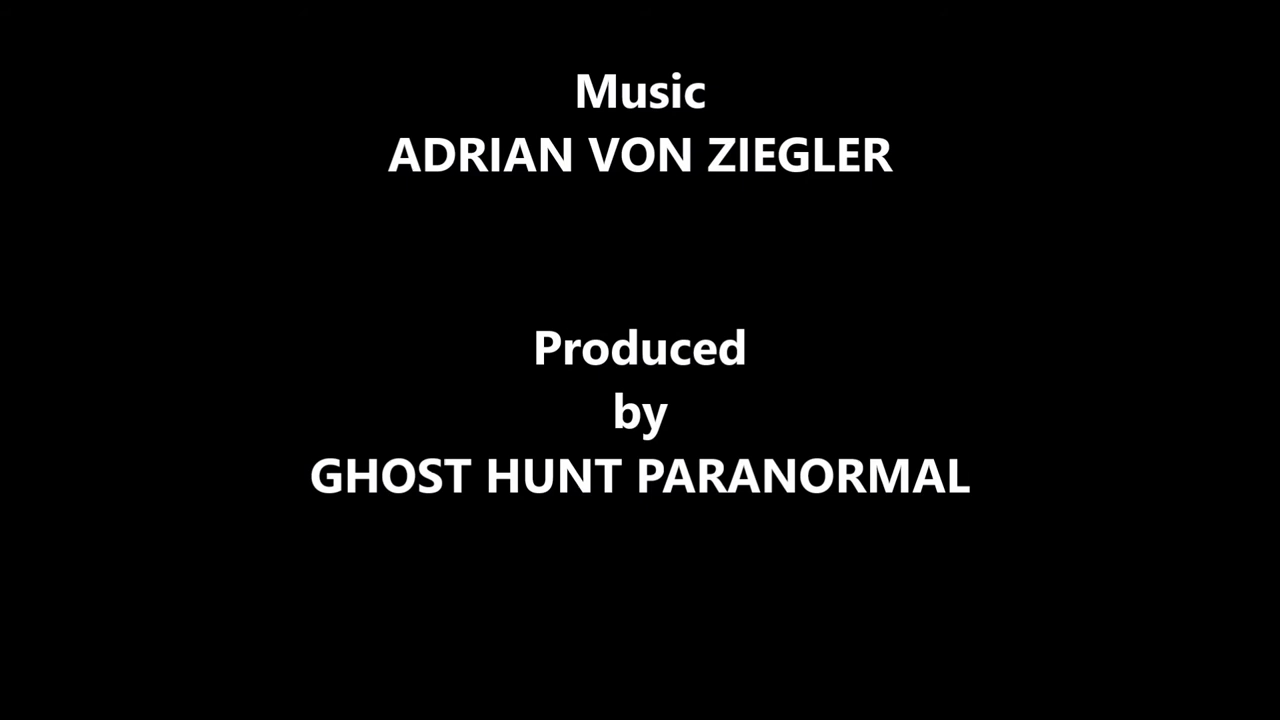 Music
ADRIAN VON ZIEGLER
Produced
by
GHOST HUNT PARANORMAL